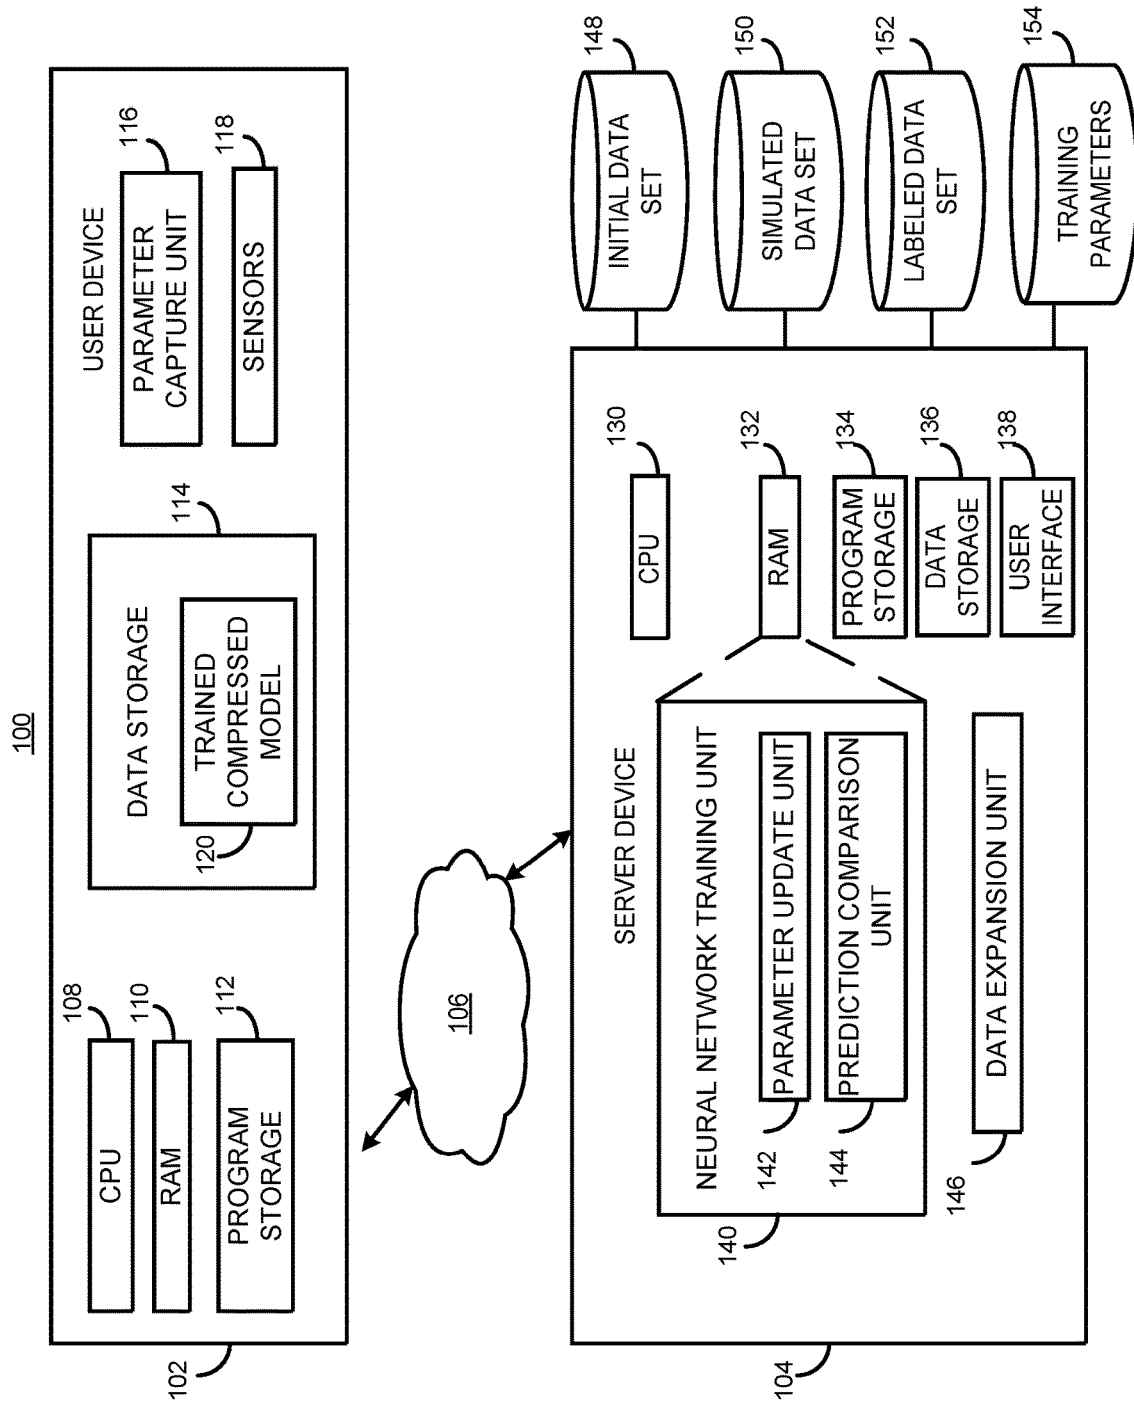 100
USER DEVICE
102
CPU
108
RAM
110
PROGRAM
STORAGE
112
DATA STORAGE
114
TRAINED
COMPRESSED
MODEL
120
PARAMETER
CAPTURE UNIT
116
SENSORS
118
106
SERVER DEVICE
104
NEURAL NETWORK TRAINING UNIT
140
PARAMETER UPDATE UNIT
142
PREDICTION COMPARISON
UNIT
144
DATA EXPANSION UNIT
146
CPU
130
RAM
132
PROGRAM
STORAGE
134
DATA
STORAGE
136
USER
INTERFACE
138
INITIAL DATA
SET
148
SIMULATED
DATA SET
150
LABELED DATA
SET
152
TRAINING
PARAMETERS
154